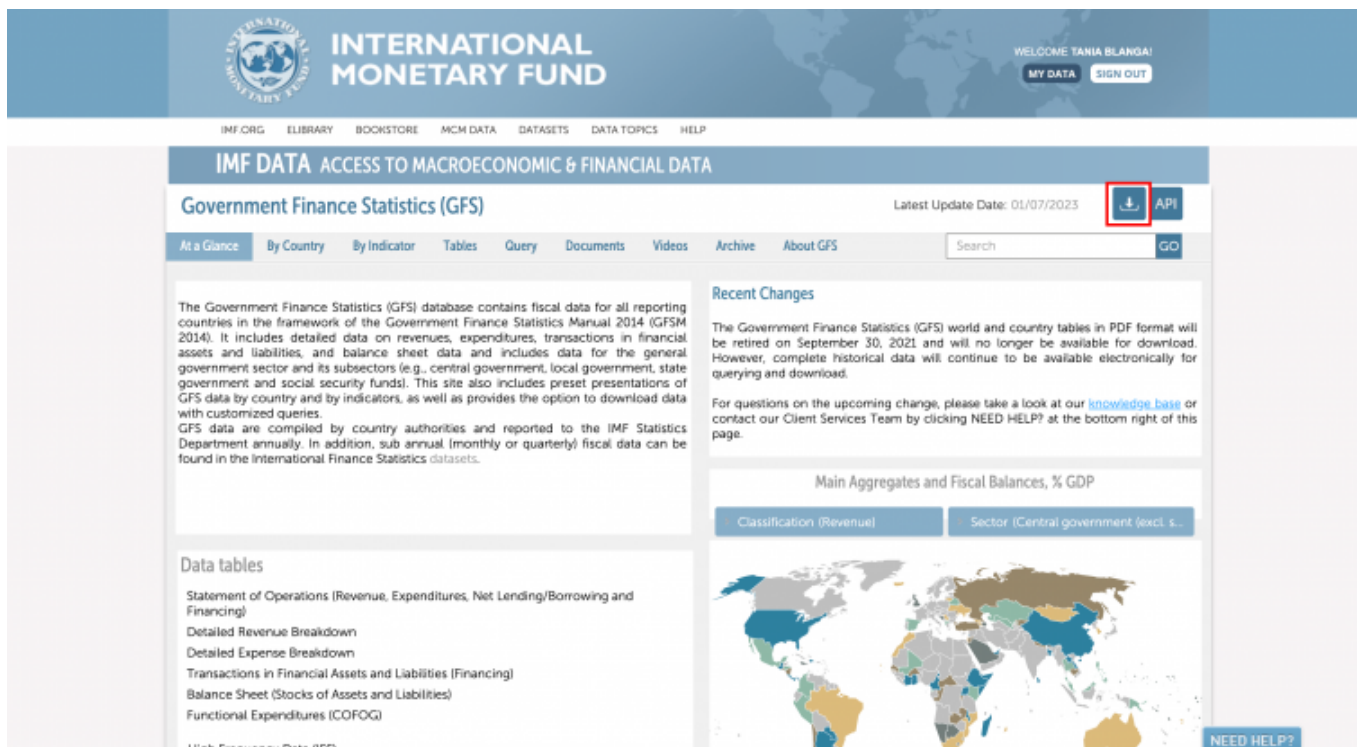 INTERNATIONAL
MONETARY FUND
WELCOME TANIA BLANGA!
MY DATA SIGN OUT
IMF.ORG ELIBRARY BOOKSTORE MCM DATA DATASETS DATA TOPICS HELP
IMF DATA ACCESS TO MACROECONOMIC & FINANCIAL DATA
Government Finance Statistics (GFS)
Latest Update Date: 01/07/2023
API
At a Glance By Country By Indicator Tables Query Documents Videos Archive About GFS
Search GO
The Government Finance Statistics (GFS) database contains fiscal data for all reporting
countries in the framework of the Government Finance Statistics Manual 2014 (GFSM
2014). It includes detailed data on revenues, expenditures, transactions in financial
assets and liabilities, and balance sheet data and includes data for the general
government sector and its subsectors (e.g., central government, local government, state
government and social security funds). This site also includes preset presentations of
GFS data by country and by indicators, as well as provides the option to download data
with customized queries.
GFS data are compiled by country authorities and reported to the IMF Statistics
Department annually. In addition, sub annual (monthly or quarterly) fiscal data can be
found in the International Finance Statistics datasets.
Recent Changes
The Government Finance Statistics (GFS) world and country tables in PDF format will
be retired on September 30, 2021 and will no longer be available for download.
However, complete historical data will continue to be available electronically for
querying and download.
For questions on the upcoming change, please take a look at our knowledge base or
contact our Client Services Team by clicking NEED HELP? at the bottom right of this
page.
Main Aggregates and Fiscal Balances, % GDP
Classification (Revenue)
Sector (Central government (excl. s...
Data tables
Statement of Operations (Revenue, Expenditures, Net Lending/Borrowing and
Financing)
Detailed Revenue Breakdown
Detailed Expense Breakdown
Transactions in Financial Assets and Liabilities (Financing)
Balance Sheet (Stocks of Assets and Liabilities)
Functional Expenditures (COFOG)
NEED HELP?